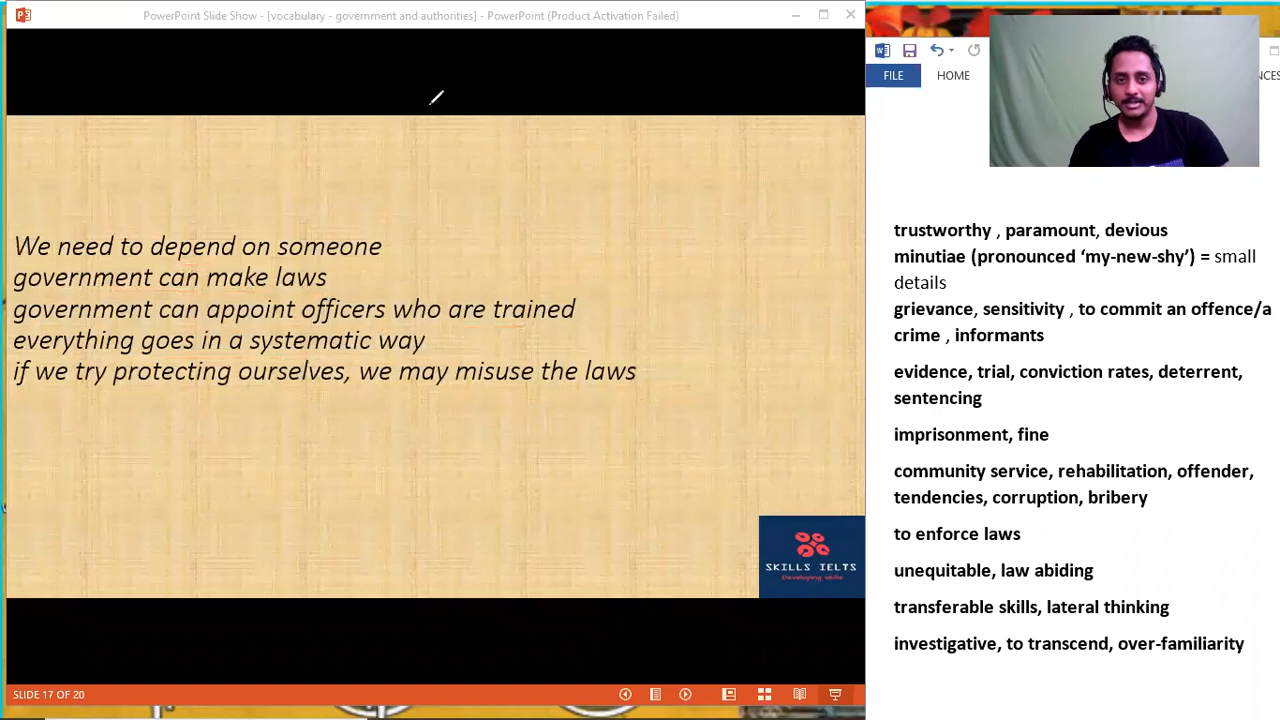 PowerPoint Slide Show - [vocabulary - government and authorities] - PowerPoint (Product Activation Failed)
FILE
HOME
NCES
We need to depend on someone
government can make laws
government can appoint officers who are trained
everything goes in a systematic way
if we try protecting ourselves, we may misuse the laws
SKILLS IELTS
Developing skills
SLIDE 17 OF 20
trustworthy , paramount, devious
minutiae (pronounced ‘my-new-shy’) = small
details
grievance, sensitivity , to commit an offence/a
crime , informants
evidence, trial, conviction rates, deterrent,
sentencing
imprisonment, fine
community service, rehabilitation, offender,
tendencies, corruption, bribery
to enforce laws
unequitable, law abiding
transferable skills, lateral thinking
investigative, to transcend, over-familiarity